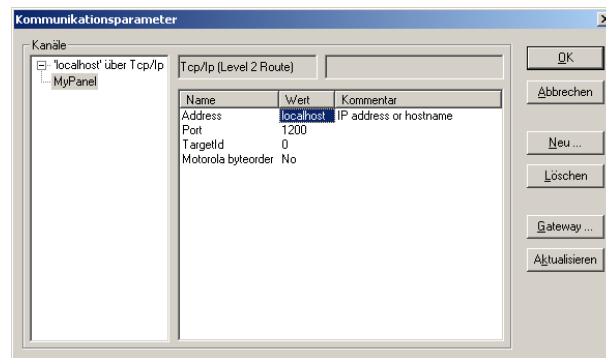 Kommunikationsparameter
Kanäle
'localhost' über Tcp/Ip
MyPanel
Tcp/Ip (Level 2 Route)
Name Wert Kommentar
Address localhost IP address or hostname
Port 1200
TargetId 0
Motorola byteorder No
OK
Abbrechen
Neu ...
Löschen
Gateway ...
Aktualisieren